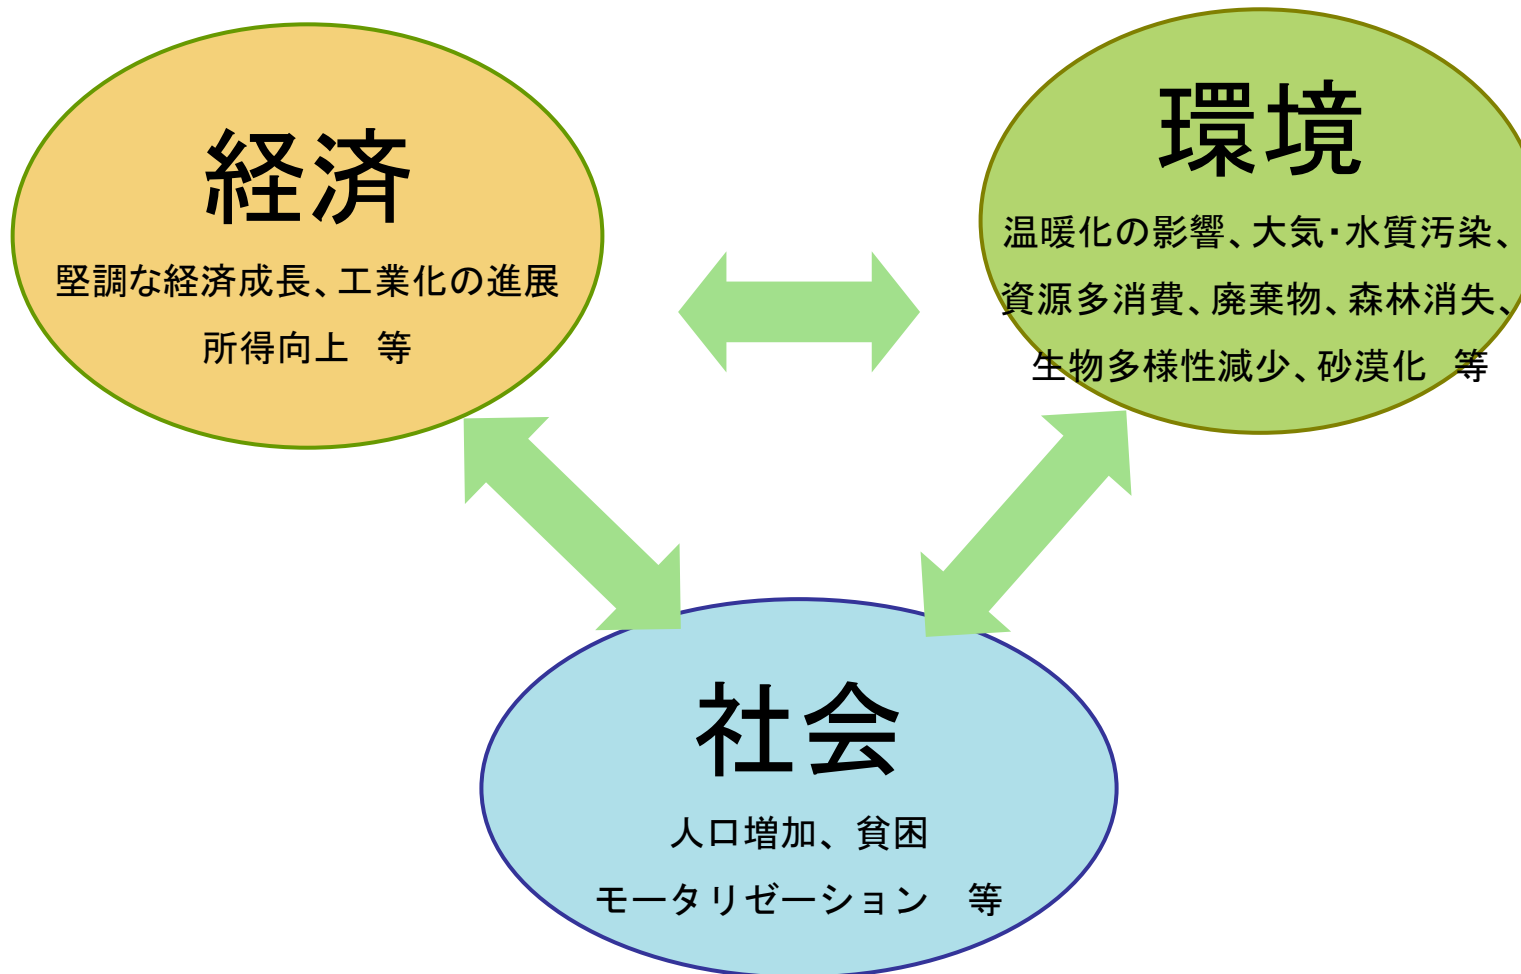 経済
堅調な経済成長、工業化の進展
所得向上　等
環境
温暖化の影響、大気・水質汚染、
資源多消費、廃棄物、森林消失、
生物多様性減少、砂漠化　等
社会
人口増加、貧困
モータリゼーション　等